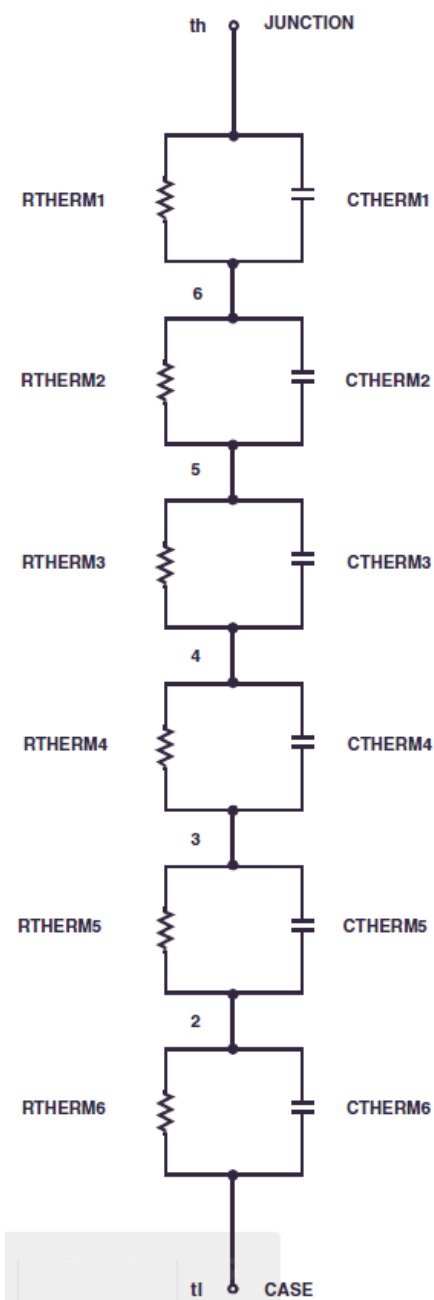 th JUNCTION
RTHERM1 CTHERM1
6
RTHERM2 CTHERM2
5
RTHERM3 CTHERM3
4
RTHERM4 CTHERM4
3
RTHERM5 CTHERM5
2
RTHERM6 CTHERM6
tl CASE